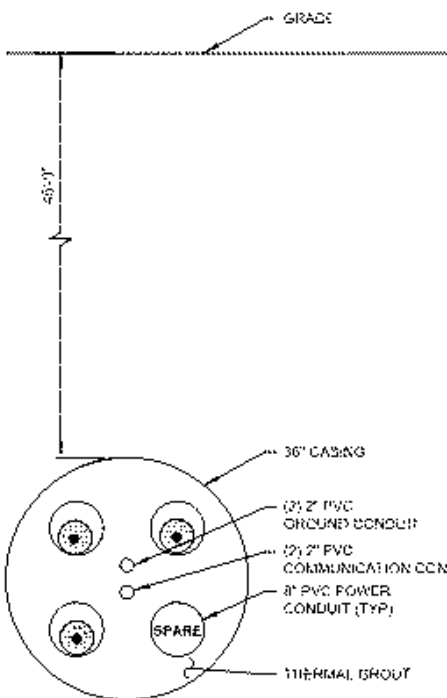 GRADE
36" CASING
(2) 2" PVC
GROUND CONDUIT
(2) 2" PVC
COMMUNICATION CON
8" PVC POWER
CONDUIT (TYP)
SPARE
THERMAL GROUT